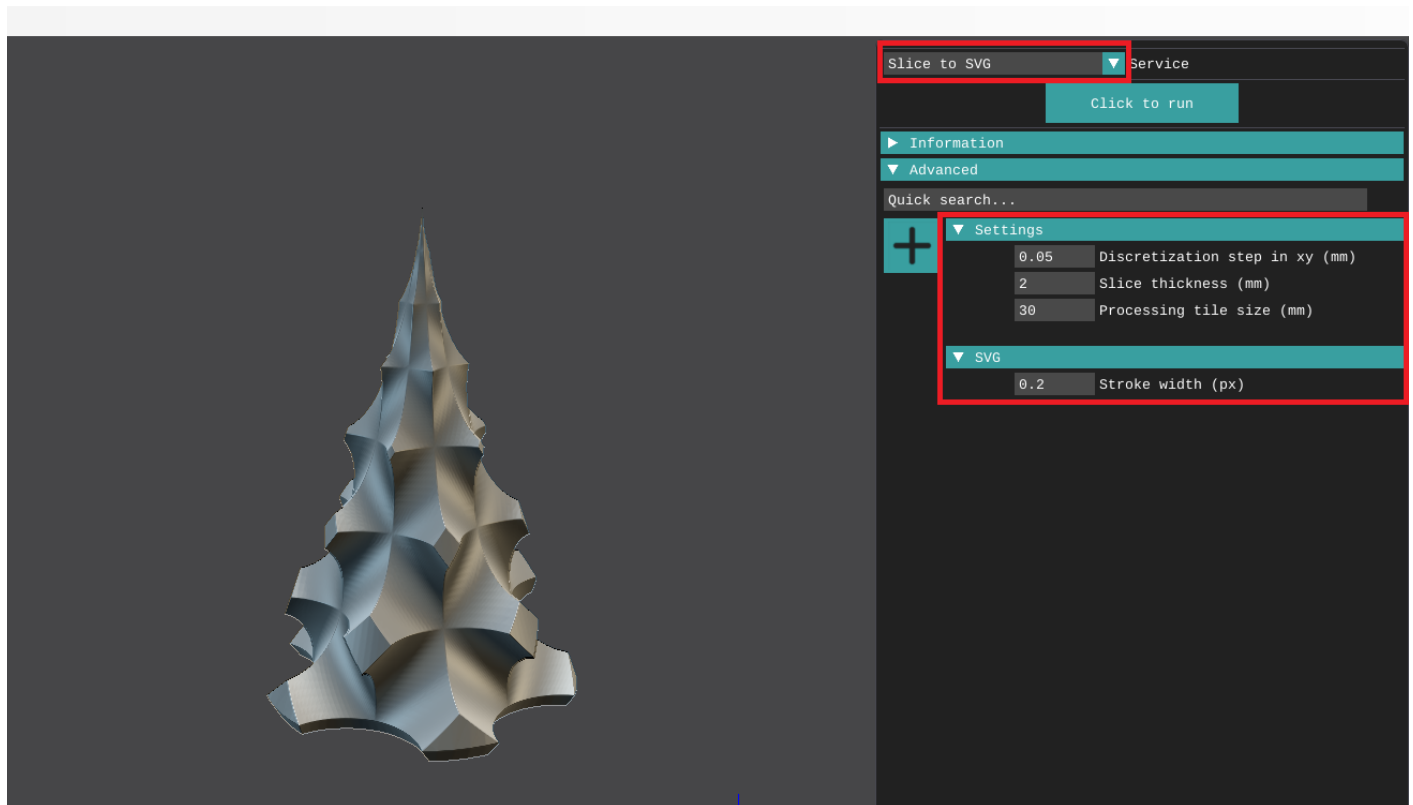 Slice to SVG Service
Click to run
Information
Advanced
Quick search...
Settings
0.05 Discretization step in xy (mm)
2 Slice thickness (mm)
30 Processing tile size (mm)
SVG
0.2 Stroke width (px)